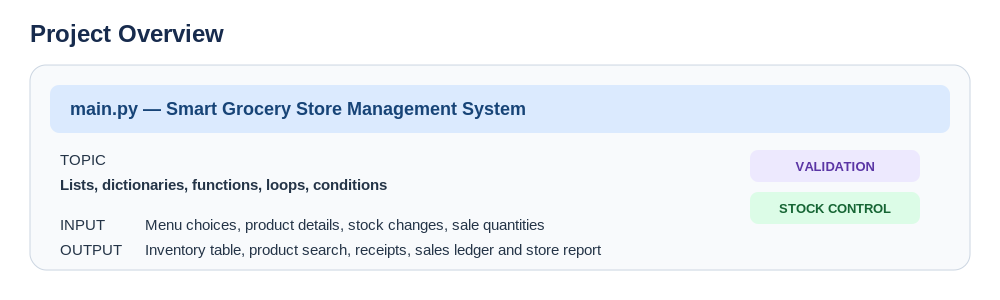 Project Overview
main.py — Smart Grocery Store Management System
TOPIC
Lists, dictionaries, functions, loops, conditions
VALIDATION
STOCK CONTROL
INPUT Menu choices, product details, stock changes, sale quantities
OUTPUT Inventory table, product search, receipts, sales ledger and store report